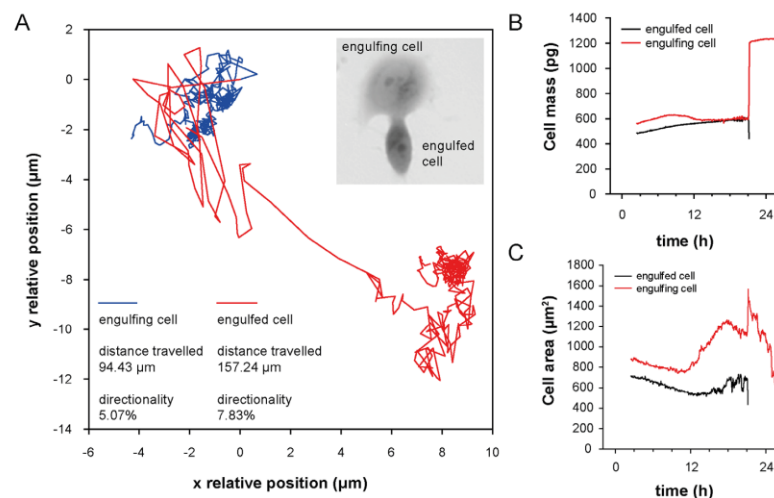 A
engulfing cell
engulfed
cell
y relative position (µm)
2
0
-2
-4
-6
-8
-10
-12
-14
-6
-4
-2
0
2
4
6
8
10
x relative position (µm)
engulfing cell
distance travelled
94.43 µm
directionality
5.07%
engulfed cell
distance travelled
157.24 µm
directionality
7.83%
B
engulfed cell
engulfing cell
Cell mass (pg)
1400
1200
1000
800
600
400
200
0
0
12
24
time (h)
C
engulfed cell
engulfing cell
Cell area (µm²)
1800
1600
1400
1200
1000
800
600
400
200
0
0
12
24
time (h)